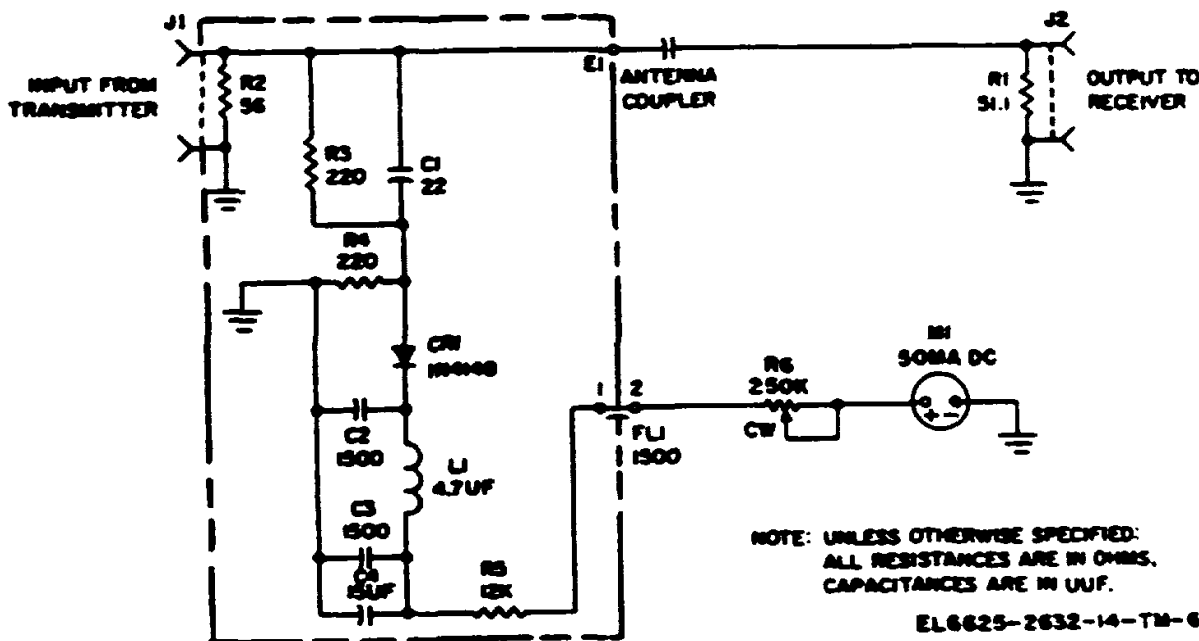 J1
J2
INPUT FROM
TRANSMITTER
R2
56
E1
ANTENNA
COUPLER
R1
51.1
OUTPUT TO
RECEIVER
R3
220
C1
22
R4
220
CR1
1N4148
M1
50MA DC
+ -
R6
250K
CW
1 2
FL1
1500
C2
1500
L1
4.7UF
C3
1500
C4
15UF
R5
12K
NOTE: UNLESS OTHERWISE SPECIFIED:
ALL RESISTANCES ARE IN OHMS,
CAPACITANCES ARE IN UUF.
EL6625-2632-14-TM-6